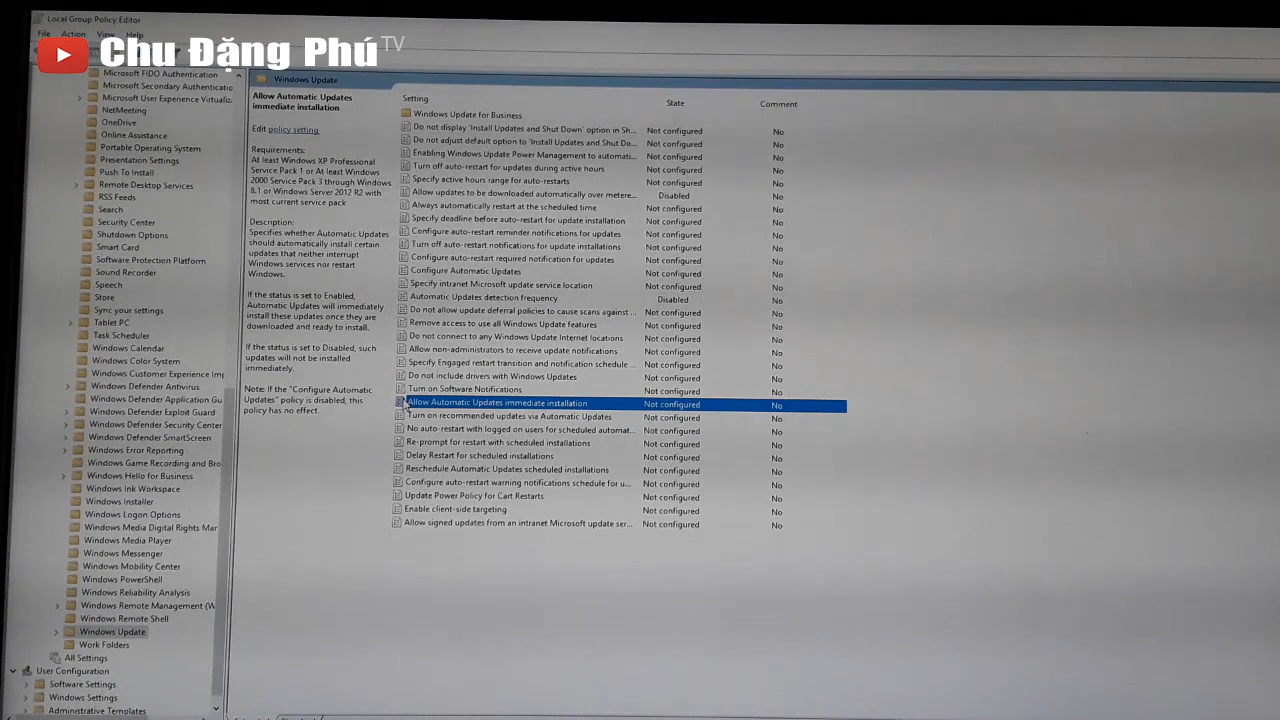 Local Group Policy Editor
File Action View Help
Chu Đặng Phú TV
Microsoft FIDO Authentication
Microsoft Secondary Authenticatio
Microsoft User Experience Virtualiz
NetMeeting
OneDrive
Online Assistance
Portable Operating System
Presentation Settings
Push To Install
Remote Desktop Services
RSS Feeds
Search
Security Center
Shutdown Options
Smart Card
Software Protection Platform
Sound Recorder
Speech
Store
Sync your settings
Tablet PC
Task Scheduler
Windows Calendar
Windows Color System
Windows Customer Experience Imp
Windows Defender Antivirus
Windows Defender Application Gu
Windows Defender Exploit Guard
Windows Defender Security Center
Windows Defender SmartScreen
Windows Error Reporting
Windows Game Recording and Bro
Windows Hello for Business
Windows Ink Workspace
Windows Installer
Windows Logon Options
Windows Media Digital Rights Mar
Windows Media Player
Windows Messenger
Windows Mobility Center
Windows PowerShell
Windows Reliability Analysis
Windows Remote Management (W
Windows Remote Shell
Windows Update
Work Folders
All Settings
User Configuration
Software Settings
Windows Settings
Administrative Templates
Windows Update
Allow Automatic Updates
immediate installation
Edit policy setting.
Requirements:
At least Windows XP Professional
Service Pack 1 or At least Windows
2000 Service Pack 3 through Windows
8.1 or Windows Server 2012 R2 with
most current service pack
Description:
Specifies whether Automatic Updates
should automatically install certain
updates that neither interrupt
Windows services nor restart
Windows.
If the status is set to Enabled,
Automatic Updates will immediately
install these updates once they are
downloaded and ready to install.
If the status is set to Disabled, such
updates will not be installed
immediately.
Note: If the "Configure Automatic
Updates" policy is disabled, this
policy has no effect.
Setting State Comment
Windows Update for Business
Do not display 'Install Updates and Shut Down' option in Sh... Not configured No
Do not adjust default option to 'Install Updates and Shut Do... Not configured No
Enabling Windows Update Power Management to automati... Not configured No
Turn off auto-restart for updates during active hours Not configured No
Specify active hours range for auto-restarts Not configured No
Allow updates to be downloaded automatically over metere... Disabled No
Always automatically restart at the scheduled time Not configured No
Specify deadline before auto-restart for update installation Not configured No
Configure auto-restart reminder notifications for updates Not configured No
Turn off auto-restart notifications for update installations Not configured No
Configure auto-restart required notification for updates Not configured No
Configure Automatic Updates Not configured No
Specify intranet Microsoft update service location Not configured No
Automatic Updates detection frequency Disabled No
Do not allow update deferral policies to cause scans against ... Not configured No
Remove access to use all Windows Update features Not configured No
Do not connect to any Windows Update Internet locations Not configured No
Allow non-administrators to receive update notifications Not configured No
Specify Engaged restart transition and notification schedule ... Not configured No
Do not include drivers with Windows Updates Not configured No
Turn on Software Notifications Not configured No
Allow Automatic Updates immediate installation Not configured No
Turn on recommended updates via Automatic Updates Not configured No
No auto-restart with logged on users for scheduled automat... Not configured No
Re-prompt for restart with scheduled installations Not configured No
Delay Restart for scheduled installations Not configured No
Reschedule Automatic Updates scheduled installations Not configured No
Configure auto-restart warning notifications schedule for u... Not configured No
Update Power Policy for Cart Restarts Not configured No
Enable client-side targeting Not configured No
Allow signed updates from an intranet Microsoft update ser... Not configured No